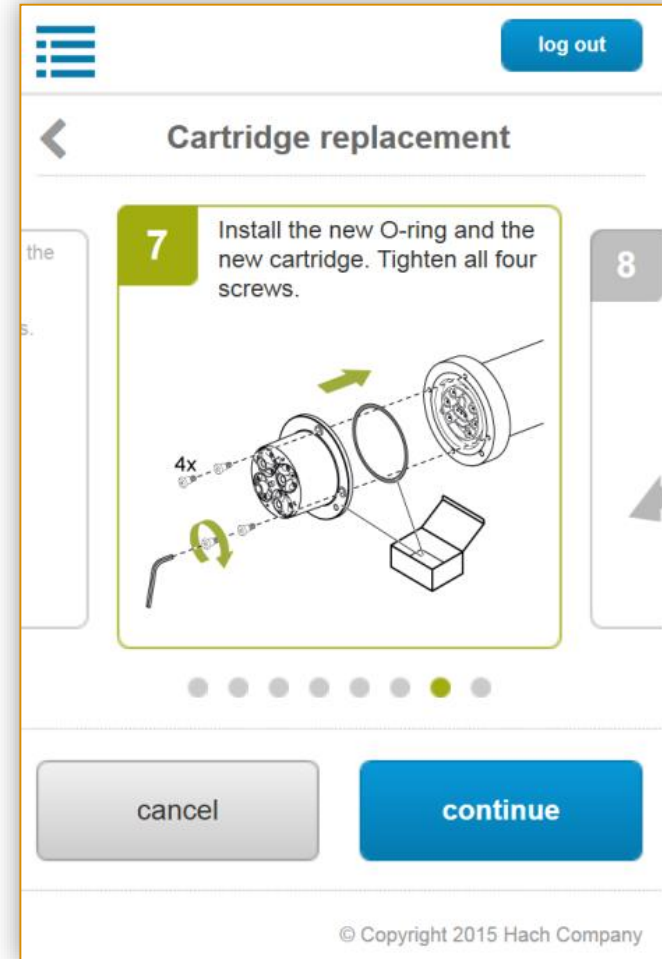 log out
Cartridge replacement
the
s.
7
Install the new O-ring and the
new cartridge. Tighten all four
screws.
4x
8
cancel
continue
© Copyright 2015 Hach Company